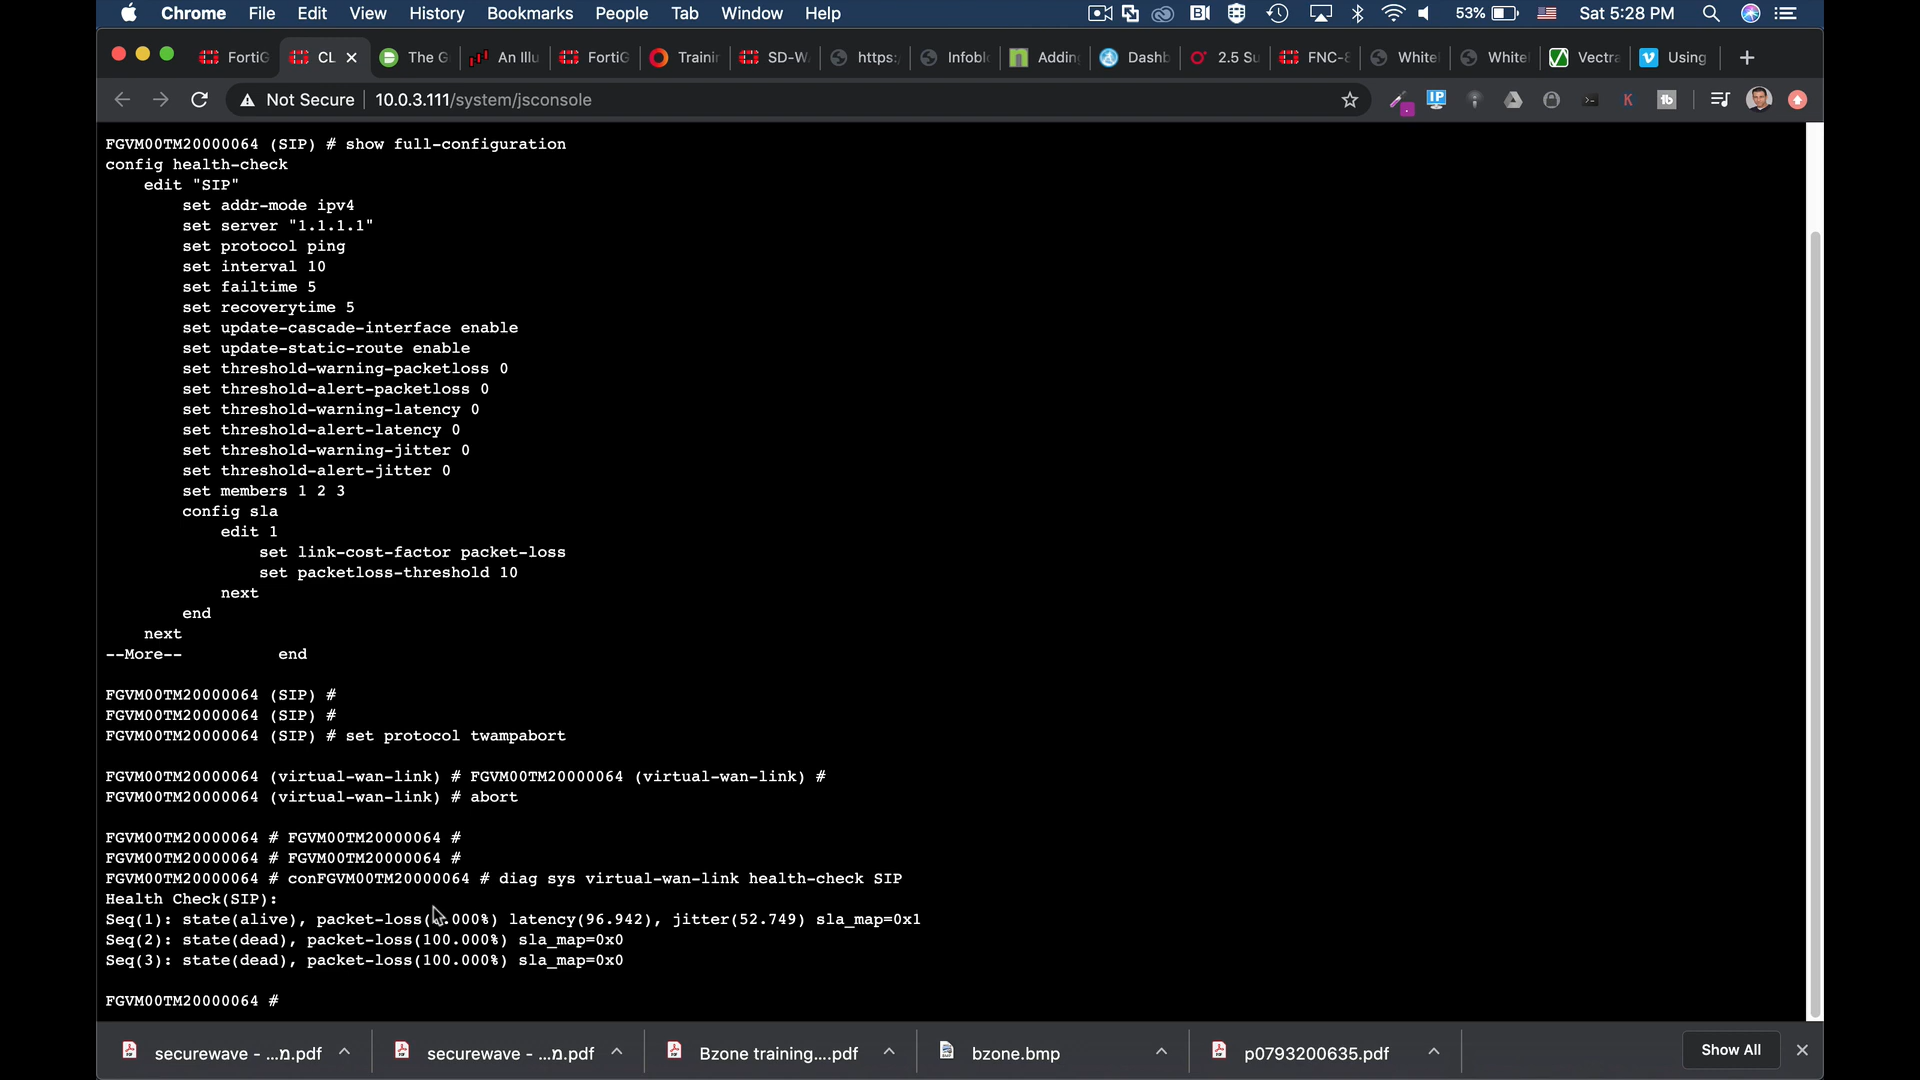 Chrome File Edit View History Bookmarks People Tab Window Help 53% Sat 5:28 PM
FortiG CL The G An Illu FortiG Traini SD-W https: Infobl Adding Dashb 2.5 Su FNC-8 White White Vectra Using
Not Secure 10.0.3.111/system/jsconsole
FGVM00TM20000064 (SIP) # show full-configuration
config health-check
edit "SIP"
set addr-mode ipv4
set server "1.1.1.1"
set protocol ping
set interval 10
set failtime 5
set recoverytime 5
set update-cascade-interface enable
set update-static-route enable
set threshold-warning-packetloss 0
set threshold-alert-packetloss 0
set threshold-warning-latency 0
set threshold-alert-latency 0
set threshold-warning-jitter 0
set threshold-alert-jitter 0
set members 1 2 3
config sla
edit 1
set link-cost-factor packet-loss
set packetloss-threshold 10
next
end
next
--More-- end
FGVM00TM20000064 (SIP) #
FGVM00TM20000064 (SIP) #
FGVM00TM20000064 (SIP) # set protocol twampabort
FGVM00TM20000064 (virtual-wan-link) # FGVM00TM20000064 (virtual-wan-link) #
FGVM00TM20000064 (virtual-wan-link) # abort
FGVM00TM20000064 # FGVM00TM20000064 #
FGVM00TM20000064 # FGVM00TM20000064 #
FGVM00TM20000064 # conFGVM00TM20000064 # diag sys virtual-wan-link health-check SIP
Health Check(SIP):
Seq(1): state(alive), packet-loss( .000%) latency(96.942), jitter(52.749) sla_map=0x1
Seq(2): state(dead), packet-loss(100.000%) sla_map=0x0
Seq(3): state(dead), packet-loss(100.000%) sla_map=0x0
FGVM00TM20000064 #
securewave - ...מ.pdf securewave - ...מ.pdf Bzone training....pdf bzone.bmp p0793200635.pdf Show All